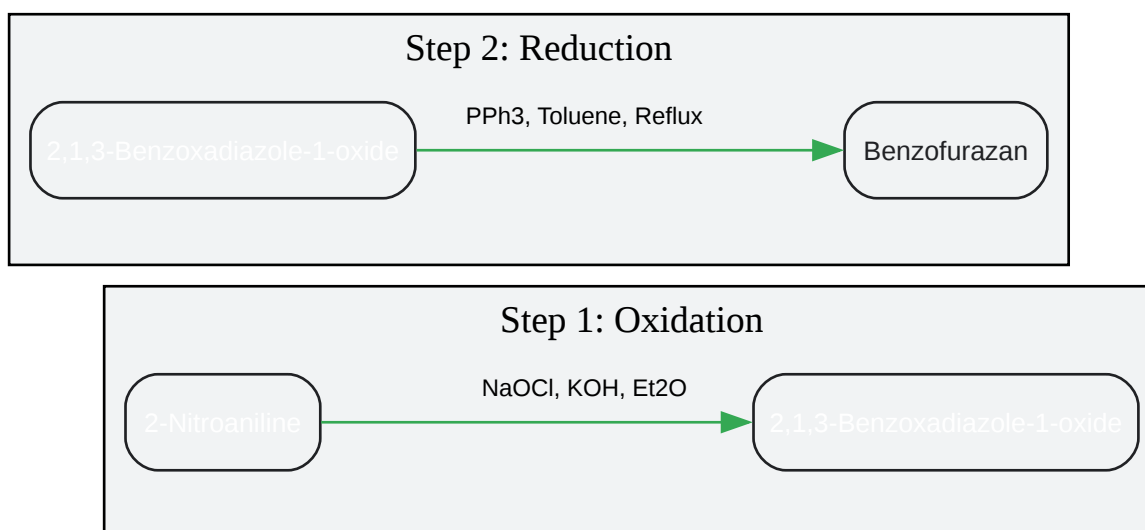 Step 2: Reduction
PPh3, Toluene, Reflux
2,1,3-Benzoxadiazole-1-oxide
Benzofurazan
Step 1: Oxidation
NaOCl, KOH, Et2O
2-Nitroaniline
2,1,3-Benzoxadiazole-1-oxide